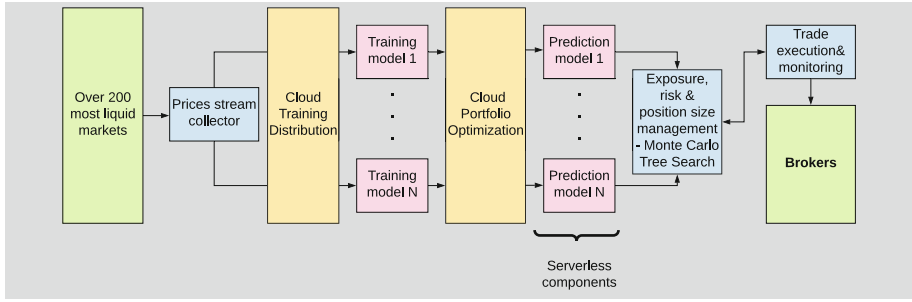 Over 200
most liquid
markets
Prices stream
collector
Cloud
Training
Distribution
Training
model 1
Training
model N
Cloud
Portfolio
Optimization
Prediction
model 1
Prediction
model N
Serverless
components
Exposure,
risk &
position size
management
- Monte Carlo
Tree Search
Trade
execution&
monitoring
Brokers